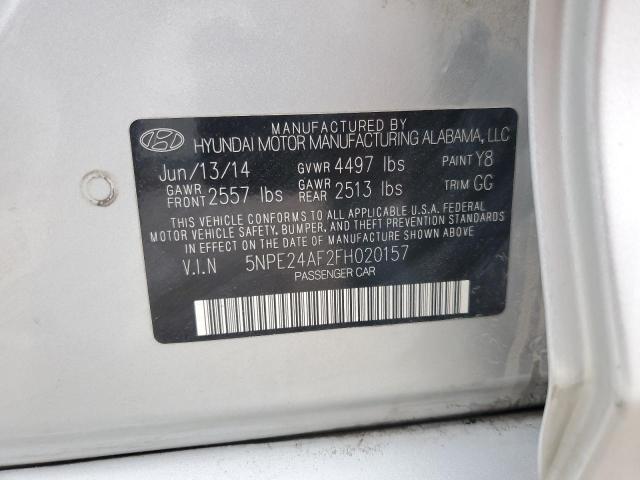 MANUFACTURED BY
HYUNDAI MOTOR MANUFACTURING ALABAMA, LLC
Jun/13/14 GVWR 4497 lbs PAINT Y8
GAWR FRONT 2557 lbs GAWR REAR 2513 lbs TRIM GG
THIS VEHICLE CONFORMS TO ALL APPLICABLE U.S.A. FEDERAL
MOTOR VEHICLE SAFETY, BUMPER, AND THEFT PREVENTION STANDARDS
IN EFFECT ON THE DATE OF MANUFACTURE SHOWN ABOVE.
V.I.N 5NPE24AF2FH020157
PASSENGER CAR